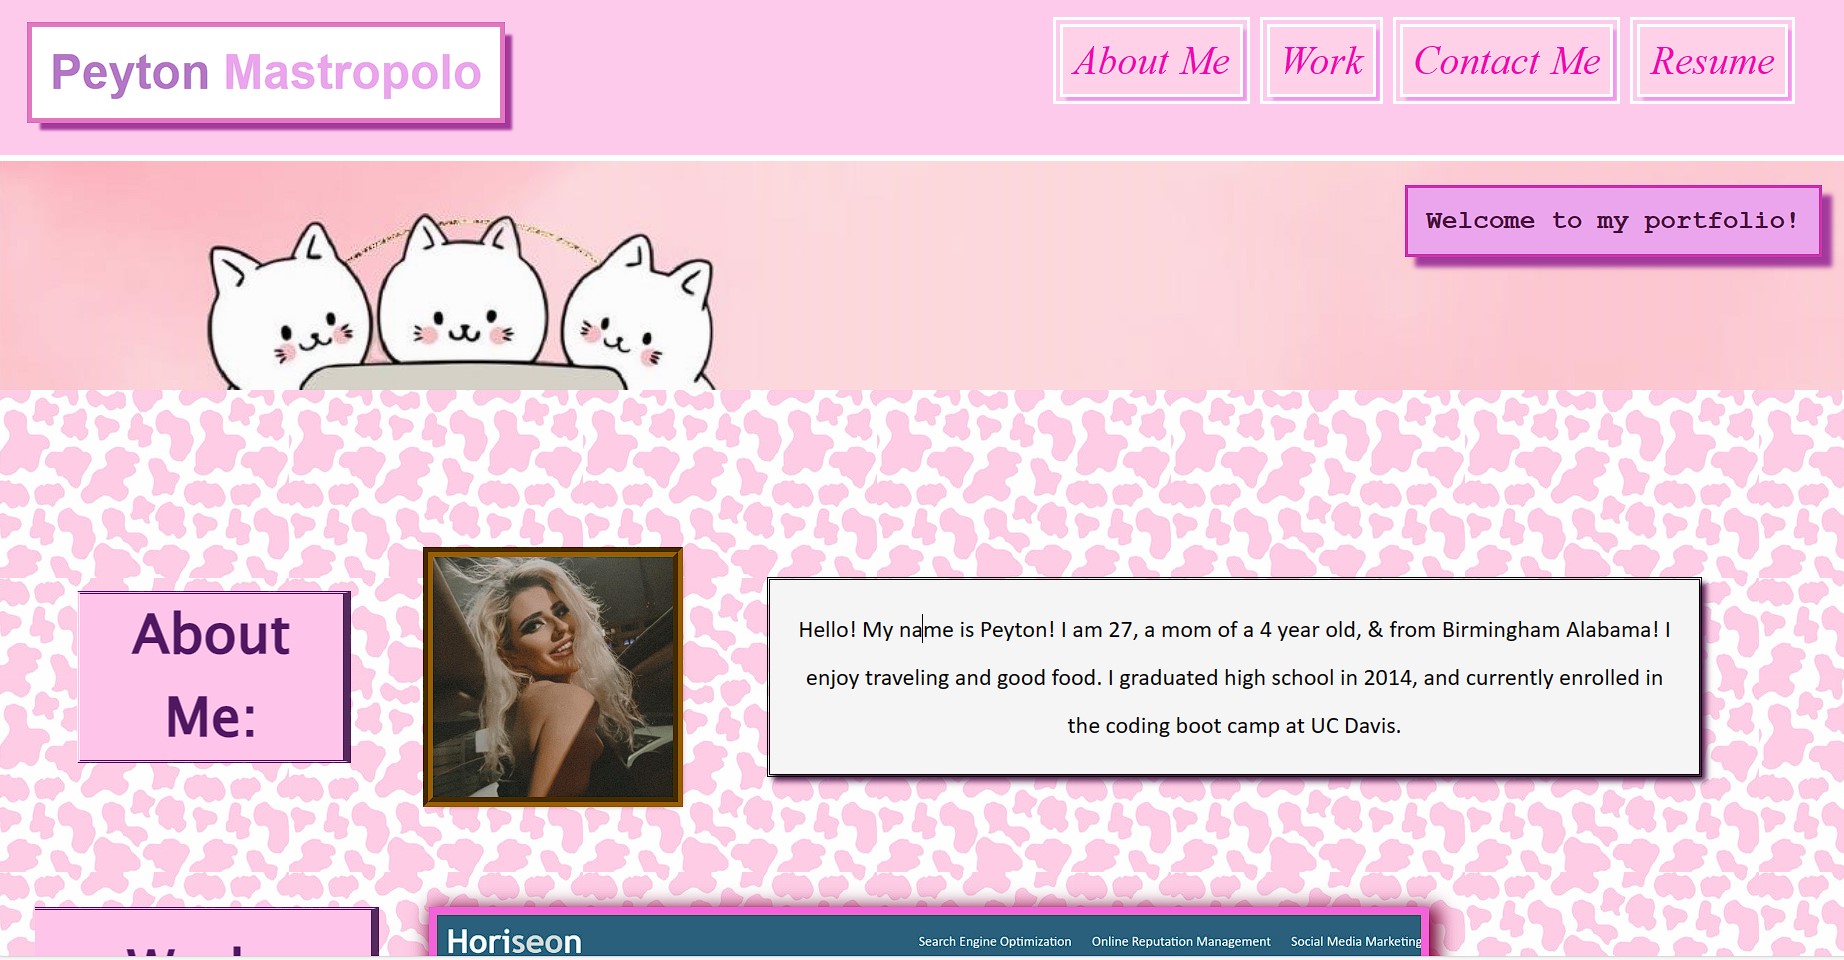 Peyton Mastropolo
About Me
Work
Contact Me
Resume
Welcome to my portfolio!
About
Me:
Hello! My name is Peyton! I am 27, a mom of a 4 year old, & from Birmingham Alabama! I
enjoy traveling and good food. I graduated high school in 2014, and currently enrolled in
the coding boot camp at UC Davis.
Horiseon
Search Engine Optimization
Online Reputation Management
Social Media Marketing